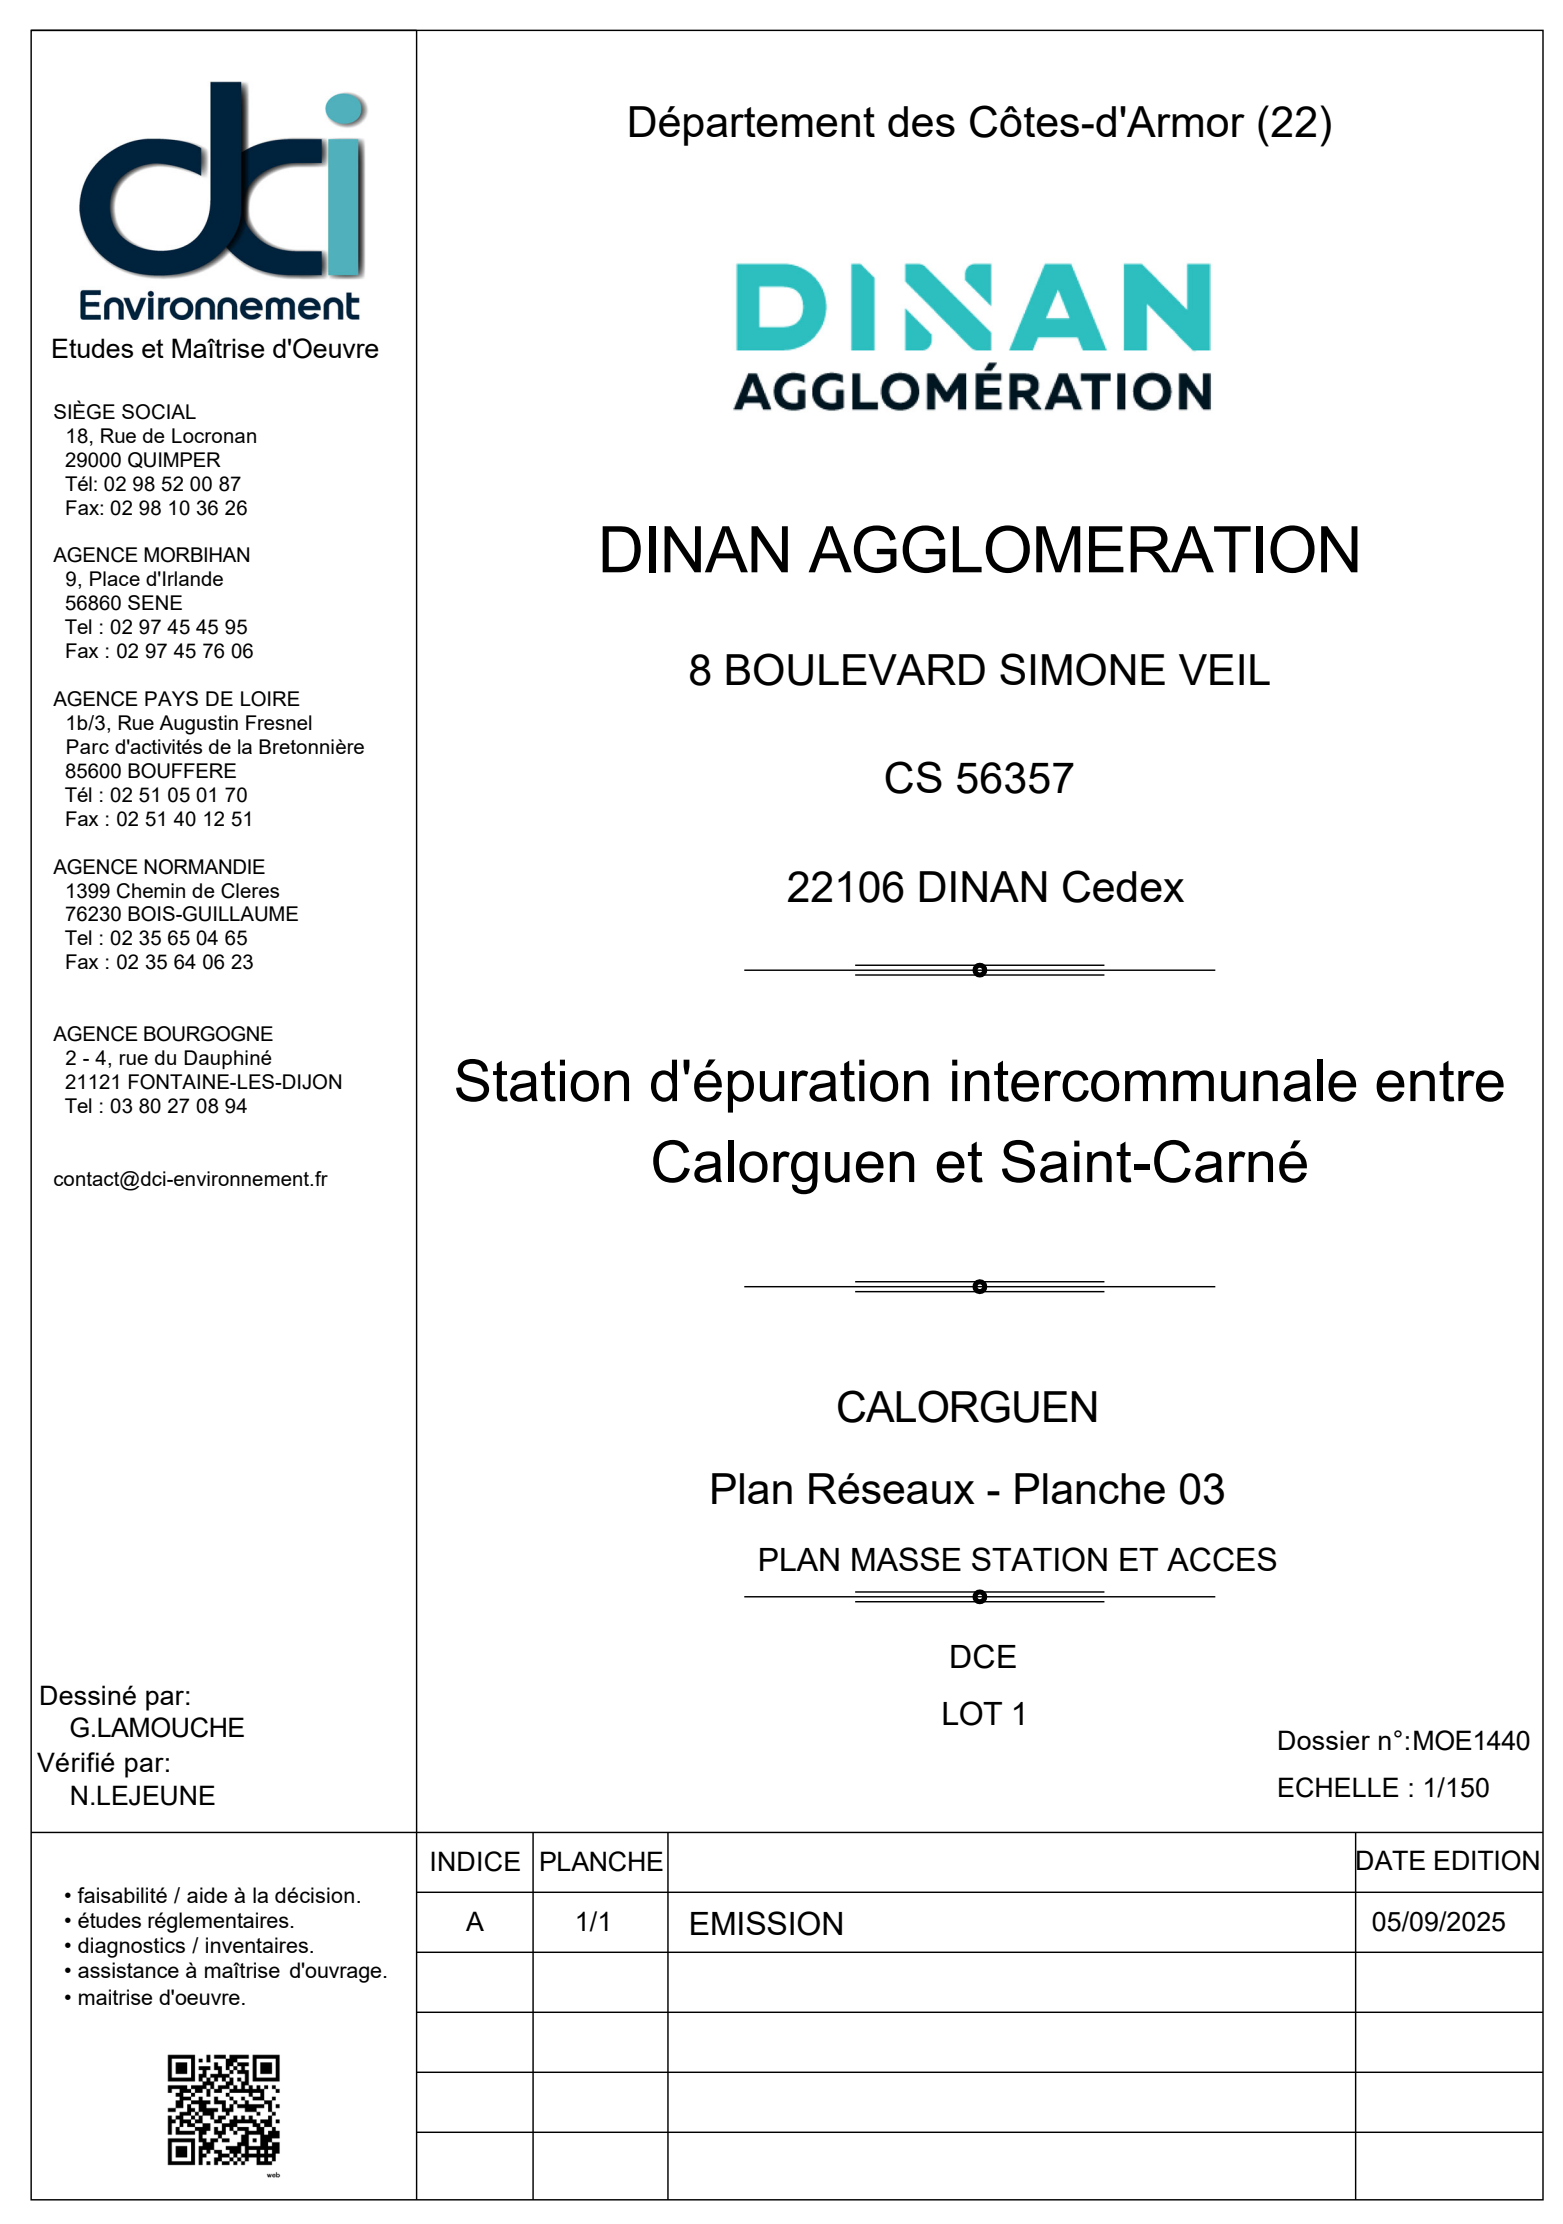 dci
Environnement
Etudes et Maîtrise d'Oeuvre
SIÈGE SOCIAL
18, Rue de Locronan
29000 QUIMPER
Tél: 02 98 52 00 87
Fax: 02 98 10 36 26
AGENCE MORBIHAN
9, Place d'Irlande
56860 SENE
Tel : 02 97 45 45 95
Fax : 02 97 45 76 06
AGENCE PAYS DE LOIRE
1b/3, Rue Augustin Fresnel
Parc d'activités de la Bretonnière
85600 BOUFFERE
Tél : 02 51 05 01 70
Fax : 02 51 40 12 51
AGENCE NORMANDIE
1399 Chemin de Cleres
76230 BOIS-GUILLAUME
Tel : 02 35 65 04 65
Fax : 02 35 64 06 23
AGENCE BOURGOGNE
2 - 4, rue du Dauphiné
21121 FONTAINE-LES-DIJON
Tel : 03 80 27 08 94
contact@dci-environnement.fr
Dessiné par:
G.LAMOUCHE
Vérifié par:
N.LEJEUNE
• faisabilité / aide à la décision.
• études réglementaires.
• diagnostics / inventaires.
• assistance à maîtrise d'ouvrage.
• maitrise d'oeuvre.
web
Département des Côtes-d'Armor (22)
DINAN
AGGLOMÉRATION
DINAN AGGLOMERATION
8 BOULEVARD SIMONE VEIL
CS 56357
22106 DINAN Cedex
Station d'épuration intercommunale entre
Calorguen et Saint-Carné
CALORGUEN
Plan Réseaux - Planche 03
PLAN MASSE STATION ET ACCES
DCE
LOT 1
Dossier n°:MOE1440
ECHELLE : 1/150
INDICE PLANCHE DATE EDITION
A 1/1 EMISSION 05/09/2025